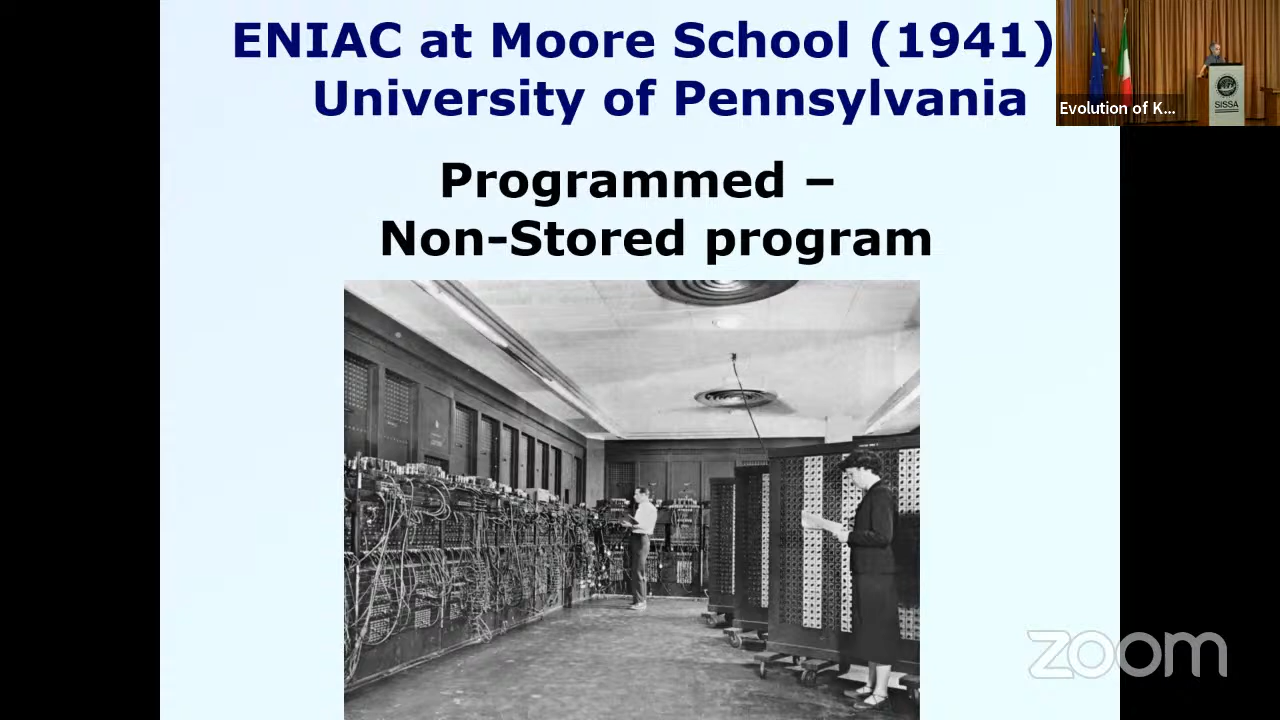 ENIAC at Moore School (1941)
University of Pennsylvania
Programmed –
Non-Stored program
Evolution of K...
SISSA
zoom